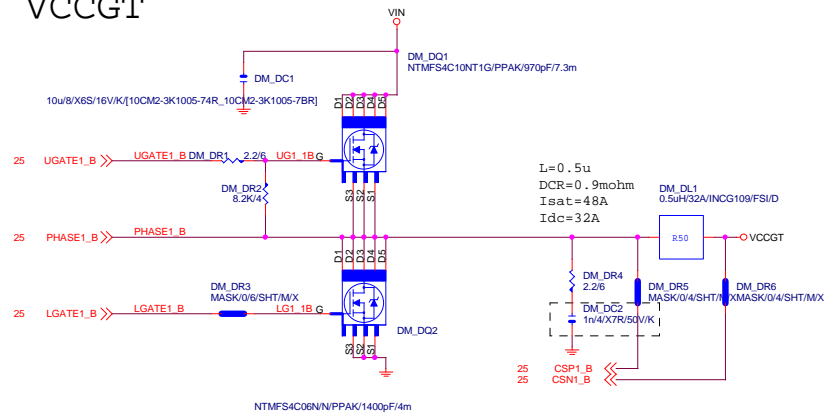 VCCGT
VIN
DM_DQ1
NTMFS4C10NT1G/PPAK/970pF/7.3m
DM_DC1
10u/8/X6S/16V/K/[10CM2-3K1005-74R_10CM2-3K1005-7BR]
D1 D2 D3 D4 D5
25 UGATE1_B UGATE1_B DM_DR1 2.2/6 UG1_1B G
DM_DR2
8.2K/4
S3 S2 S1
L=0.5u
DCR=0.9mohm
Isat=48A
Idc=32A
DM_DL1
0.5uH/32A/INCG109/FSI/D
25 PHASE1_B PHASE1_B
R50
VCCGT
D1 D2 D3 D4 D5
DM_DR3
MASK/0/6/SHT/M/X
DM_DR4
2.2/6
DM_DR5
MASK/0/4/SHT/M/X
DM_DR6
MASK/0/4/SHT/M/X
25 LGATE1_B LGATE1_B LG1_1B G
DM_DC2
1n/4/X7R/50V/K
DM_DQ2
S3 S2 S1
25 CSP1_B
25 CSN1_B
NTMFS4C06N/N/PPAK/1400pF/4m